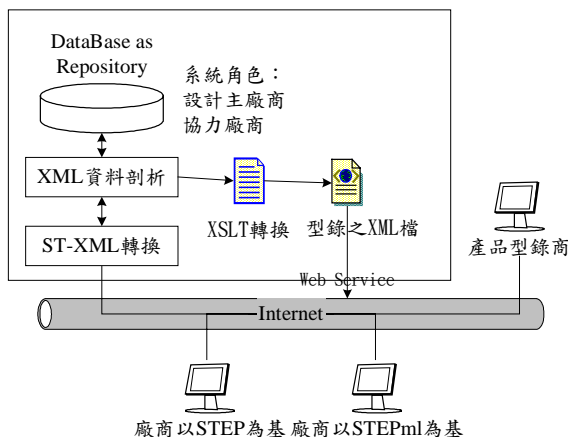 DataBase as
Repository
系統角色：
設計主廠商
協力廠商
XML資料剖析
XSLT轉換
型錄之XML檔
ST-XML轉換
產品型錄商
Web Service
Internet
廠商以STEP為基
廠商以STEPml為基